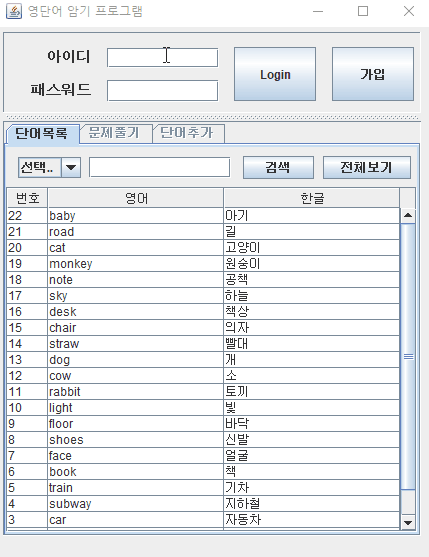 영단어 암기 프로그램
아이디
패스워드
Login
가입
단어목록 문제풀기 단어추가
선택.. 검색 전체보기
번호 영어 한글
22 baby 아기
21 road 길
20 cat 고양이
19 monkey 원숭이
18 note 공책
17 sky 하늘
16 desk 책상
15 chair 의자
14 straw 빨대
13 dog 개
12 cow 소
11 rabbit 토끼
10 light 빛
9 floor 바닥
8 shoes 신발
7 face 얼굴
6 book 책
5 train 기차
4 subway 지하철
3 car 자동차